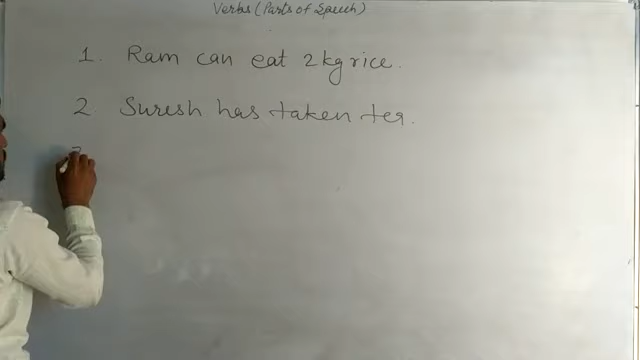 Verbs (Parts of Speech)
1. Ram can eat 2kg rice.
2 Suresh has taken tea.